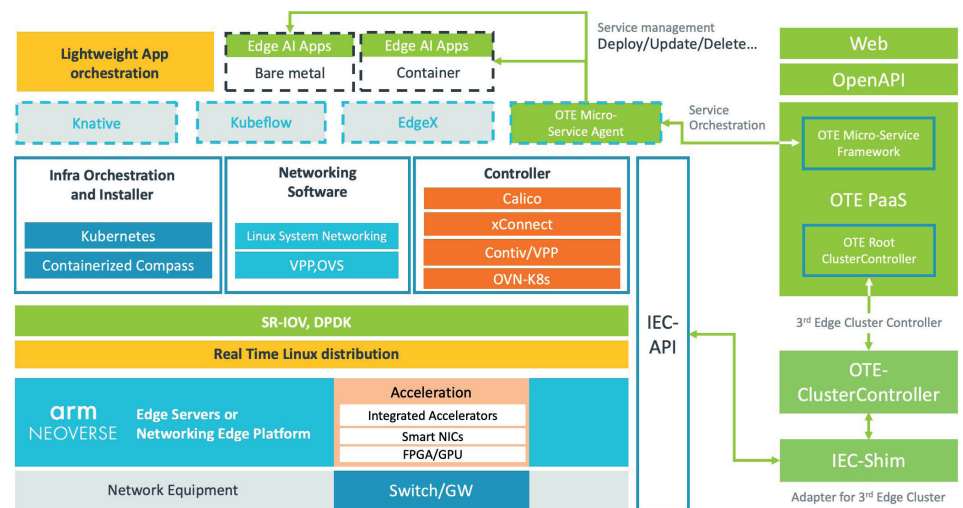 Lightweight App
orchestration
Edge AI Apps
Bare metal
Edge AI Apps
Container
Service management
Deploy/Update/Delete...
Web
OpenAPI
Knative
Kubeflow
EdgeX
OTE Micro-
Service Agent
Service
Orchestration
OTE Micro-Service
Framework
OTE PaaS
OTE Root
ClusterController
Infra Orchestration
and Installer
Kubernetes
Containerized Compass
Networking
Software
Linux System Networking
VPP,OVS
Controller
Calico
xConnect
Contiv/VPP
OVN-K8s
IEC-
API
3rd Edge Cluster Controller
SR-IOV, DPDK
Real Time Linux distribution
OTE-
ClusterController
arm
NEOVERSE
Edge Servers or
Networking Edge Platform
Acceleration
Integrated Accelerators
Smart NICs
FPGA/GPU
IEC-Shim
Network Equipment
Switch/GW
Adapter for 3rd Edge Cluster